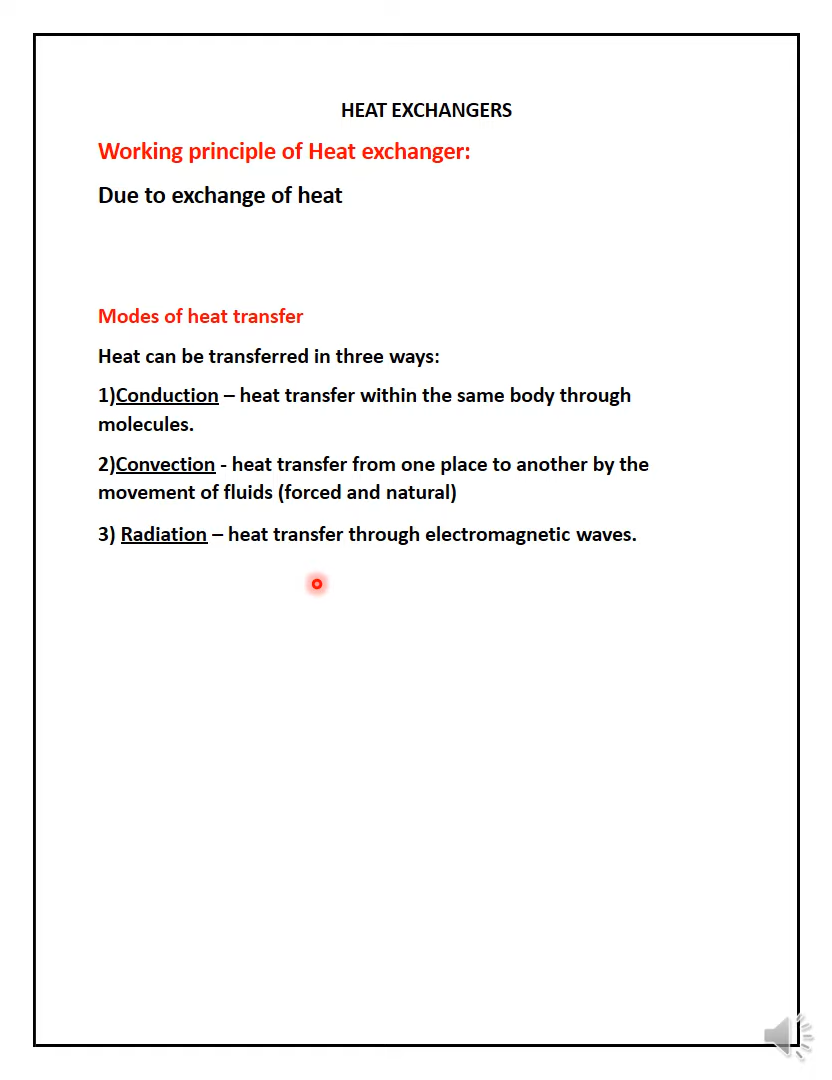 HEAT EXCHANGERS
Working principle of Heat exchanger:
Due to exchange of heat
Modes of heat transfer
Heat can be transferred in three ways:
1)Conduction – heat transfer within the same body through
molecules.
2)Convection - heat transfer from one place to another by the
movement of fluids (forced and natural)
3) Radiation – heat transfer through electromagnetic waves.